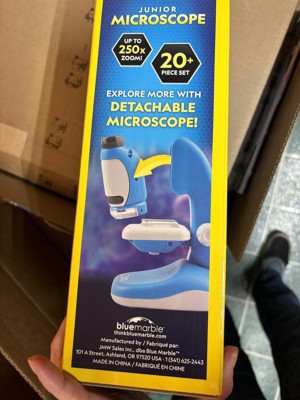 JUNIOR
MICROSCOPE
UP TO
250x
ZOOM!
20+
PIECE SET
EXPLORE MORE WITH
DETACHABLE
MICROSCOPE!
bluemarble™
thinkbluemarble.com
Manufactured by / Fabriqué par:
JMW Sales Inc., dba Blue Marble™
101 A Street, Ashland, OR 97520 USA • 1 (541) 625-2443
MADE IN CHINA / FABRIQUÉ EN CHINE